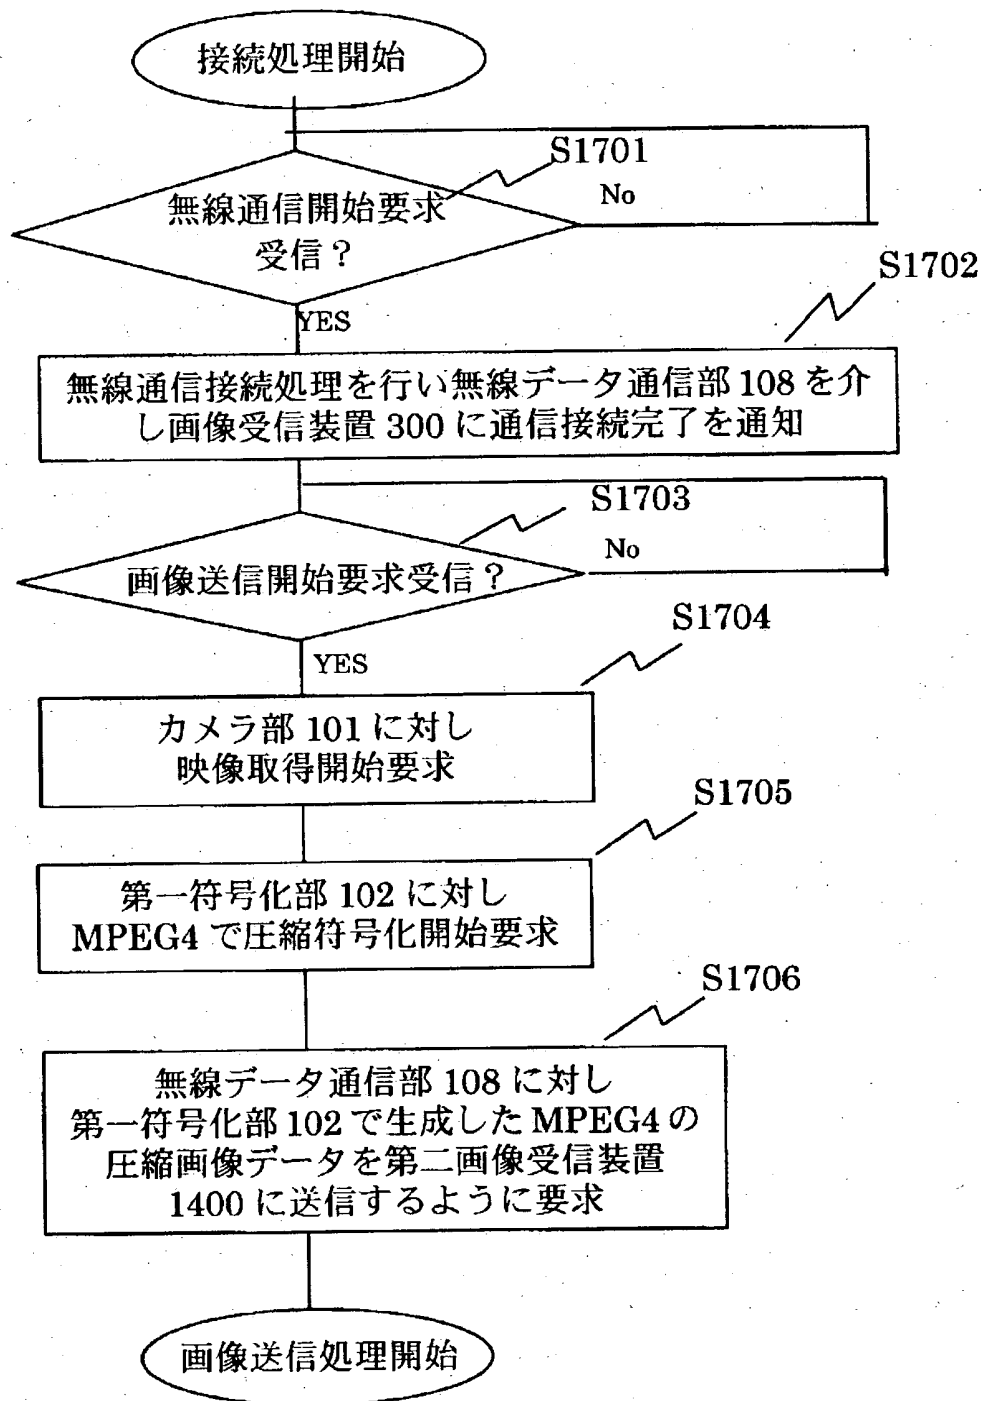 接続処理開始
S1701
No
無線通信開始要求
受信？
YES
S1702
無線通信接続処理を行い無線データ通信部 108 を介
し画像受信装置 300 に通信接続完了を通知
S1703
No
画像送信開始要求受信？
YES
S1704
カメラ部 101 に対し
映像取得開始要求
S1705
第一符号化部 102 に対し
MPEG4 で圧縮符号化開始要求
S1706
無線データ通信部 108 に対し
第一符号化部 102 で生成した MPEG4 の
圧縮画像データを第二画像受信装置
1400 に送信するように要求
画像送信処理開始